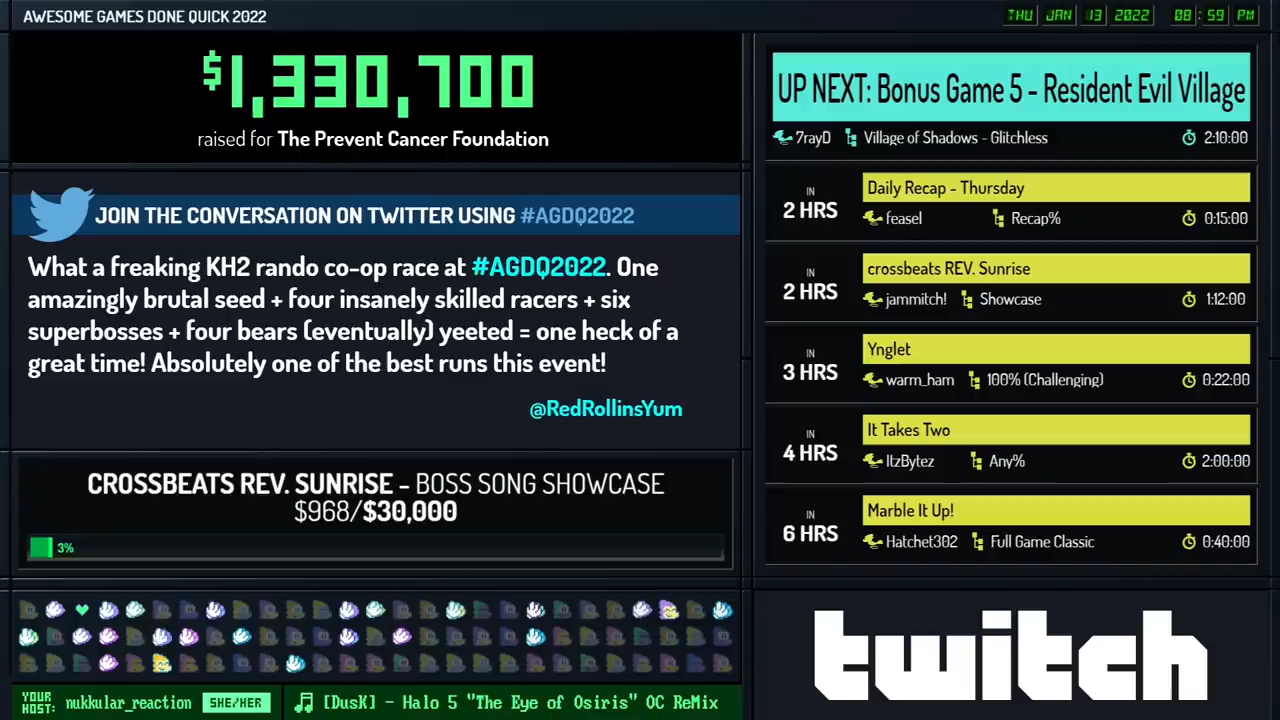 AWESOME GAMES DONE QUICK 2022
THU JAN 13 2022 08:59 PM
$1,330,700
raised for The Prevent Cancer Foundation
JOIN THE CONVERSATION ON TWITTER USING #AGDQ2022
What a freaking KH2 rando co-op race at #AGDQ2022. One
amazingly brutal seed + four insanely skilled racers + six
superbosses + four bears (eventually) yeeted = one heck of a
great time! Absolutely one of the best runs this event!
@RedRollinsYum
CROSSBEATS REV. SUNRISE - BOSS SONG SHOWCASE
$968/$30,000
3%
YOUR HOST: nukkular_reaction SHE/HER
[DusK] - Halo 5 "The Eye of Osiris" OC ReMix
UP NEXT: Bonus Game 5 - Resident Evil Village
7rayD Village of Shadows - Glitchless 2:10:00
IN 2 HRS
Daily Recap - Thursday
feasel Recap% 0:15:00
IN 2 HRS
crossbeats REV. Sunrise
jammitch! Showcase 1:12:00
IN 3 HRS
Ynglet
warm_ham 100% (Challenging) 0:22:00
IN 4 HRS
It Takes Two
ItzBytez Any% 2:00:00
IN 6 HRS
Marble It Up!
Hatchet302 Full Game Classic 0:40:00
twitch